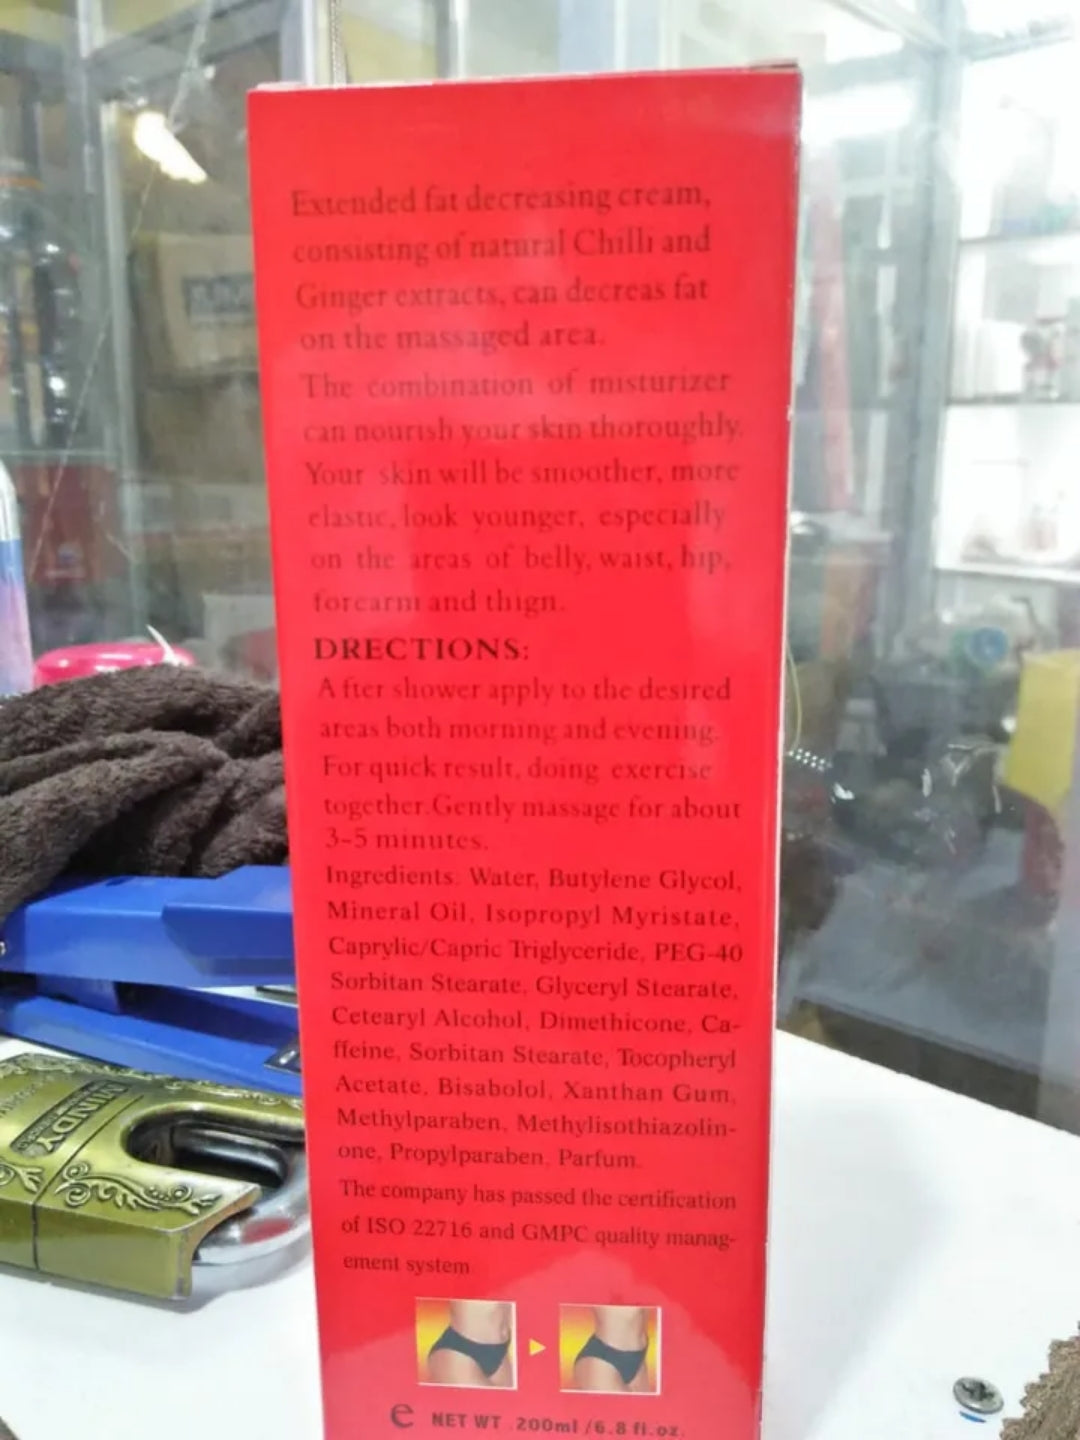 Extended fat decreasing cream,
consisting of natural Chilli and
Ginger extracts, can decreas fat
on the massaged area.
The combination of misturizer
can nourish your skin thoroughly.
Your skin will be smoother, more
elastic, look younger, especially
on the areas of belly, waist, hip,
forearm and thign.
DRECTIONS:
After shower apply to the desired
areas both morning and evening.
For quick result, doing exercise
together.Gently massage for about
3-5 minutes.
Ingredients: Water, Butylene Glycol,
Mineral Oil, Isopropyl Myristate,
Caprylic/Capric Triglyceride, PEG-40
Sorbitan Stearate, Glyceryl Stearate,
Cetearyl Alcohol, Dimethicone, Ca-
ffeine, Sorbitan Stearate, Tocopheryl
Acetate, Bisabolol, Xanthan Gum,
Methylparaben, Methylisothiazolin-
one, Propylparaben, Parfum.
The company has passed the certification
of ISO 22716 and GMPC quality manag-
ement system
e NET WT .200ml /6.8 fl.oz.
MINDY